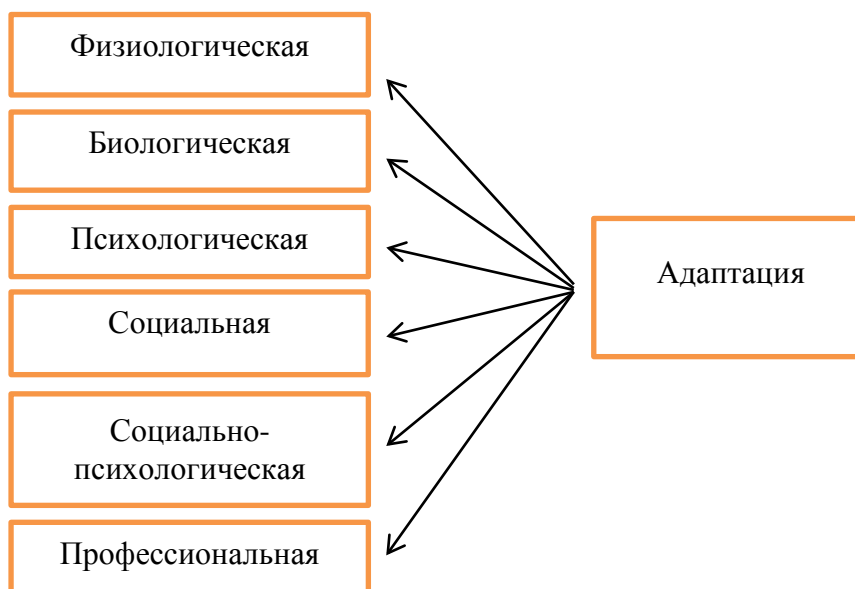 Физиологическая
Биологическая
Психологическая
Социальная
Социально-
психологическая
Профессиональная
Адаптация